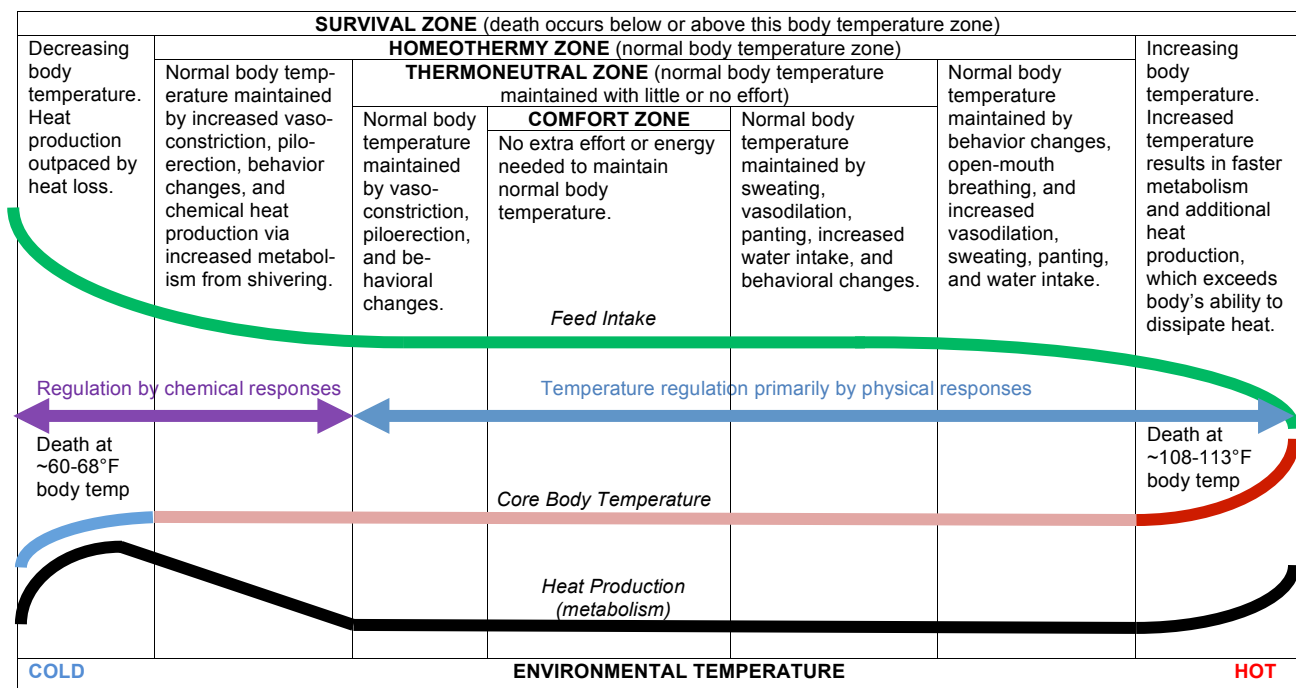 SURVIVAL ZONE (death occurs below or above this body temperature zone)
Decreasing
body
temperature.
Heat
production
outpaced by
heat loss.
HOMEOTHERMY ZONE (normal body temperature zone)
Normal body temp-
erature maintained
by increased vaso-
constriction, pilo-
erection, behavior
changes, and
chemical heat
production via
increased metabol-
ism from shivering.
THERMONEUTRAL ZONE (normal body temperature
maintained with little or no effort)
Normal body
temperature
maintained
by vaso-
constriction,
piloerection,
and be-
havioral
changes.
COMFORT ZONE
No extra effort or energy
needed to maintain
normal body
temperature.
Normal body
temperature
maintained by
sweating,
vasodilation,
panting, increased
water intake, and
behavioral changes.
Normal body
temperature
maintained by
behavior changes,
open-mouth
breathing, and
increased
vasodilation,
sweating, panting,
and water intake.
Increasing
body
temperature.
Increased
temperature
results in faster
metabolism
and additional
heat
production,
which exceeds
body's ability to
dissipate heat.
Feed Intake
Regulation by chemical responses
Temperature regulation primarily by physical responses
Death at
~60-68°F
body temp
Death at
~108-113°F
body temp
Core Body Temperature
Heat Production
(metabolism)
COLD
ENVIRONMENTAL TEMPERATURE
HOT